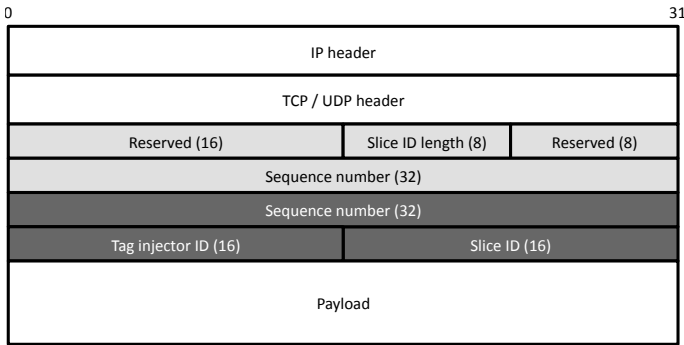 0 31
IP header
TCP / UDP header
Reserved (16) Slice ID length (8) Reserved (8)
Sequence number (32)
Sequence number (32)
Tag injector ID (16) Slice ID (16)
Payload